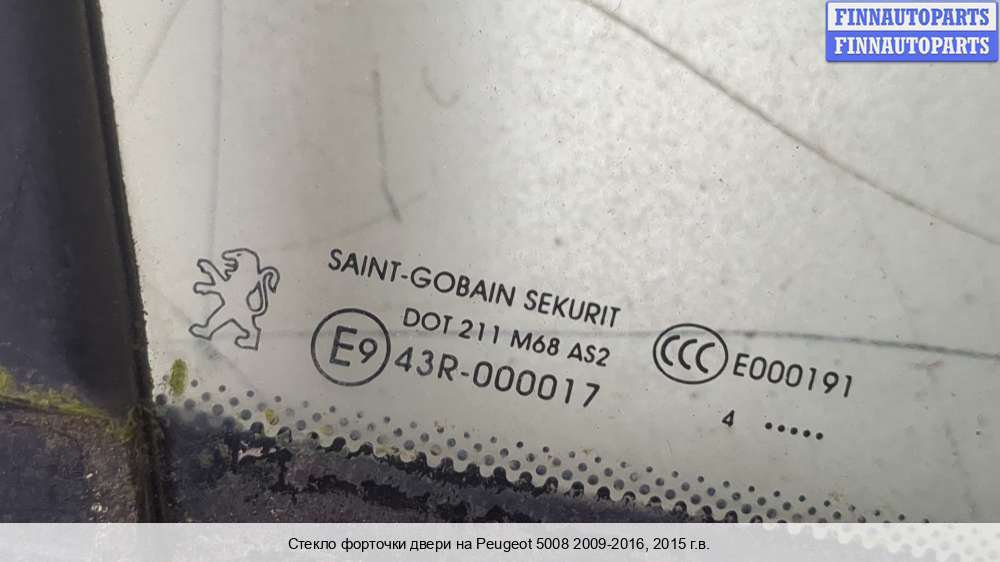 FINNAUTOPARTS
FINNAUTOPARTS
SAINT-GOBAIN SEKURIT
DOT 211 M68 AS2
E9 43R-000017
CCC E000191
4 .....
Стекло форточки двери на Peugeot 5008 2009-2016, 2015 г.в.